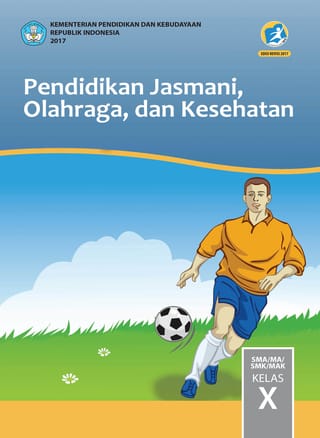 KEMENTERIAN PENDIDIKAN DAN KEBUDAYAAN
REPUBLIK INDONESIA
2017
EDISI REVISI 2017
Pendidikan Jasmani,
Olahraga, dan Kesehatan
SMA/MA/
SMK/MAK
KELAS
X